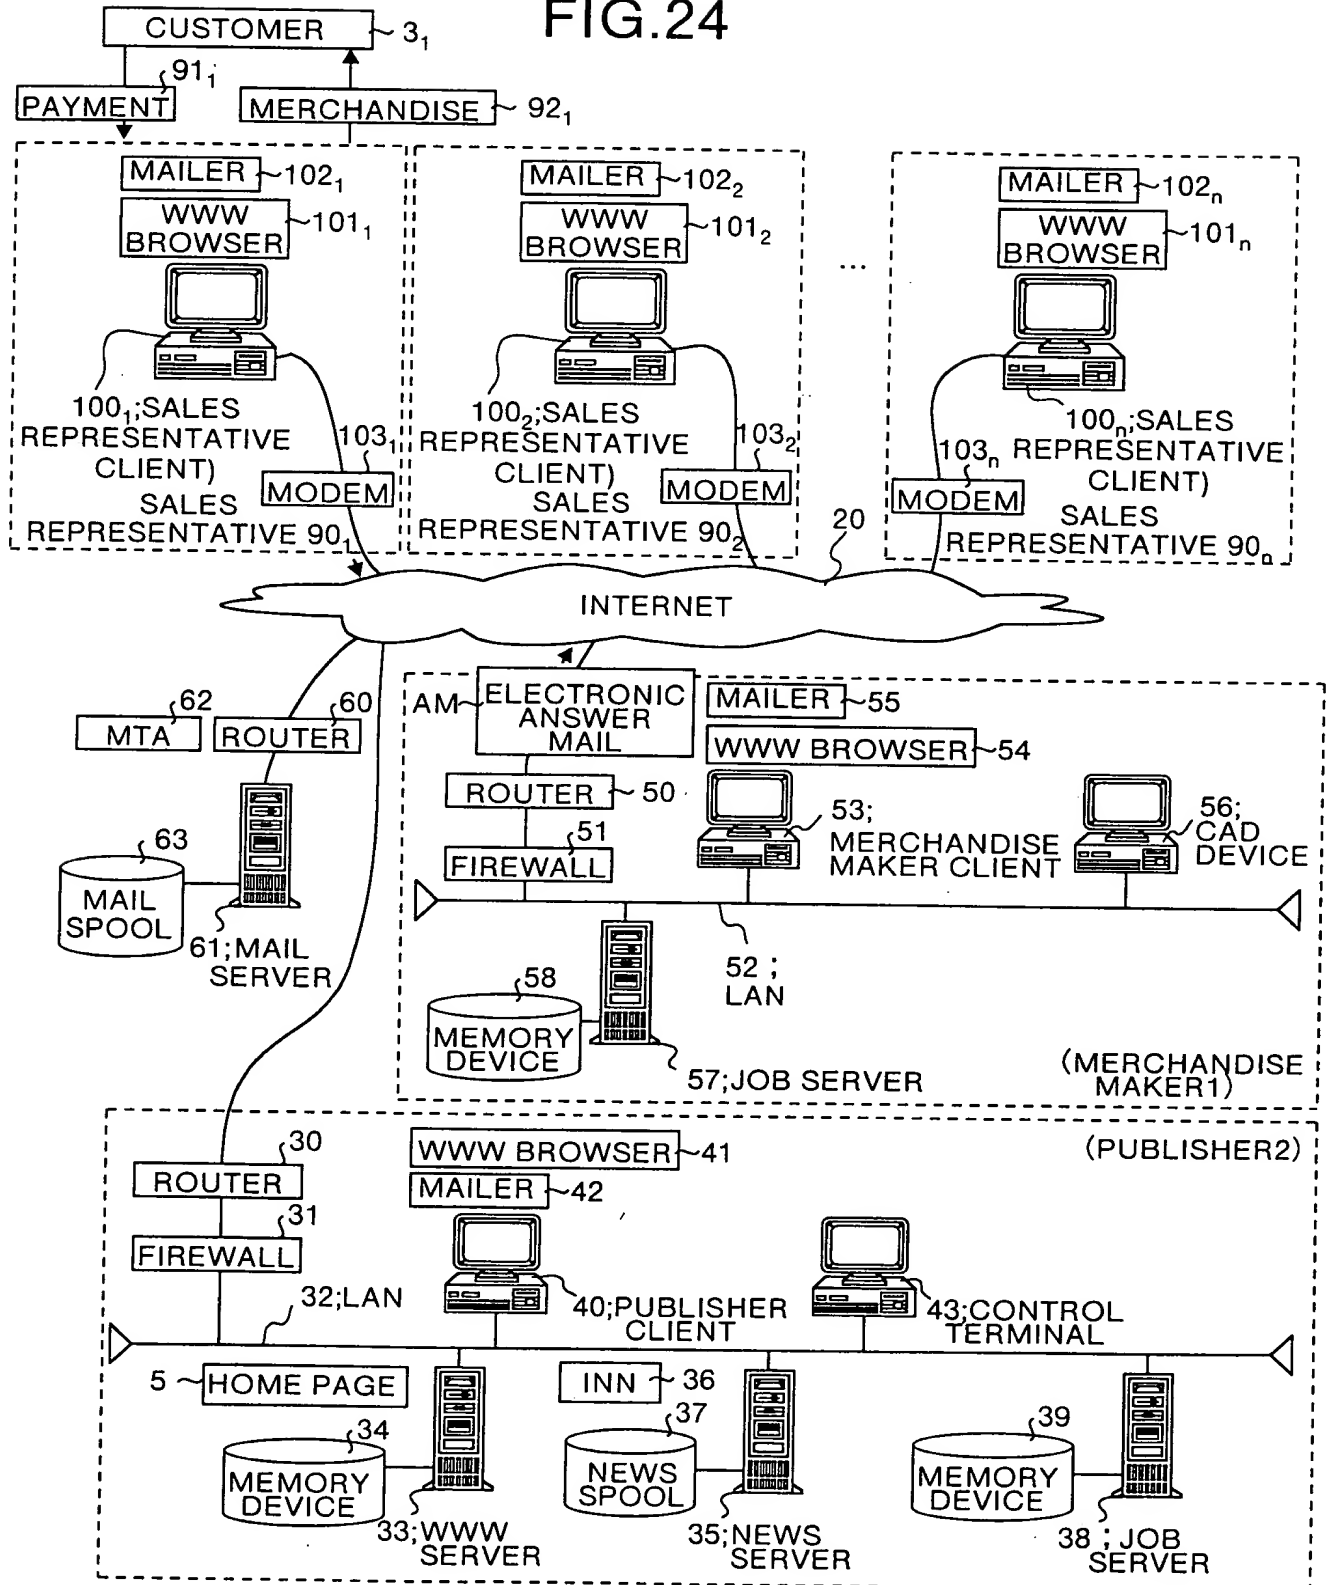 FIG.24
CUSTOMER 3₁
91₁
PAYMENT
MERCHANDISE 92₁
MAILER 102₁
WWW
BROWSER 101₁
100₁;SALES
REPRESENTATIVE
CLIENT)
103₁
MODEM
SALES
REPRESENTATIVE 90₁
MAILER 102₂
WWW
BROWSER 101₂
100₂;SALES
REPRESENTATIVE
CLIENT)
103₂
MODEM
SALES
REPRESENTATIVE 90₂
...
MAILER 102ₙ
WWW
BROWSER 101ₙ
100ₙ;SALES
REPRESENTATIVE
CLIENT)
103ₙ
MODEM
SALES
REPRESENTATIVE 90ₙ
20
INTERNET
62
MTA
60
ROUTER
63
MAIL
SPOOL
61;MAIL
SERVER
AM
ELECTRONIC
ANSWER
MAIL
MAILER 55
WWW BROWSER 54
ROUTER 50
51
FIREWALL
53;
MERCHANDISE
MAKER CLIENT
56;
CAD
DEVICE
52 ;
LAN
58
MEMORY
DEVICE
57;JOB SERVER
(MERCHANDISE
MAKER1)
(PUBLISHER2)
30
ROUTER
31
FIREWALL
32;LAN
WWW BROWSER 41
MAILER 42
40;PUBLISHER
CLIENT
43;CONTROL
TERMINAL
5 HOME PAGE
34
MEMORY
DEVICE
33;WWW
SERVER
INN 36
37
NEWS
SPOOL
35;NEWS
SERVER
39
MEMORY
DEVICE
38 ; JOB
SERVER